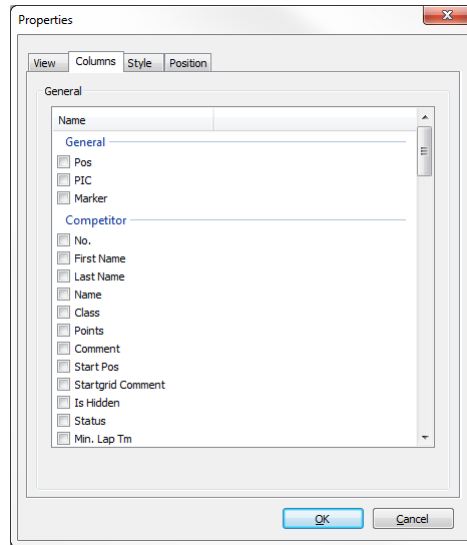 Properties
View Columns Style Position
General
Name
General
Pos
PIC
Marker
Competitor
No.
First Name
Last Name
Name
Class
Points
Comment
Start Pos
Startgrid Comment
Is Hidden
Status
Min. Lap Tm
OK Cancel